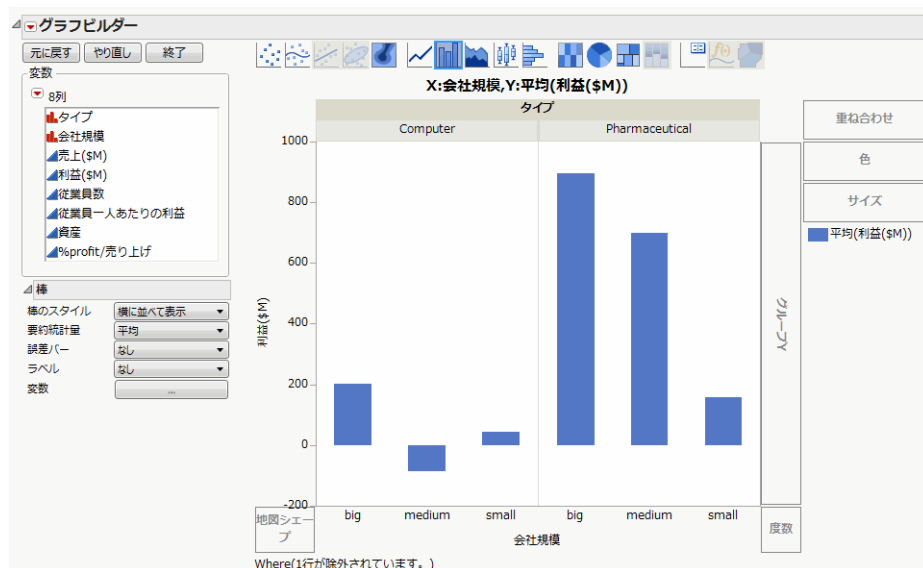 グラフビルダー
元に戻す やり直し 終了
変数
8列
タイプ
会社規模
売上($M)
利益($M)
従業員数
従業員一人あたりの利益
資産
%profit/売り上げ
棒
棒のスタイル 横に並べて表示
要約統計量 平均
誤差バー なし
ラベル なし
変数 ...
X:会社規模,Y:平均(利益($M))
タイプ
Computer Pharmaceutical
1000
800
600
400
200
0
-200
利益($M)
big medium small big medium small
会社規模
地図シェー
プ
グループY
度数
重ね合わせ
色
サイズ
平均(利益($M))
Where(1行が除外されています。)